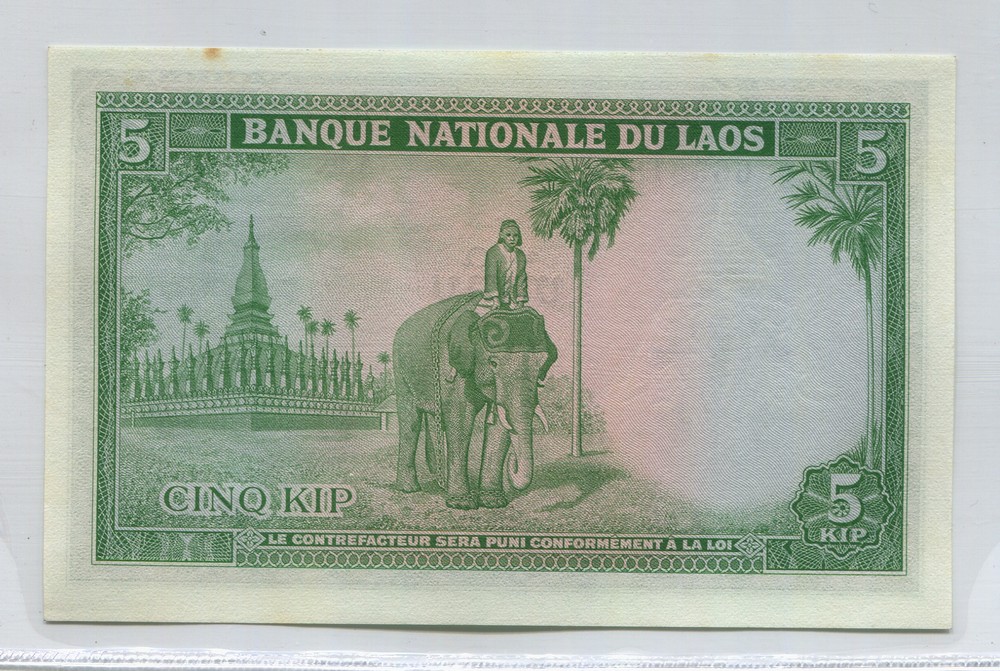 5 BANQUE NATIONALE DU LAOS 5
CINQ KIP
5
KIP
LE CONTREFACTEUR SERA PUNI CONFORMÉMENT À LA LOI